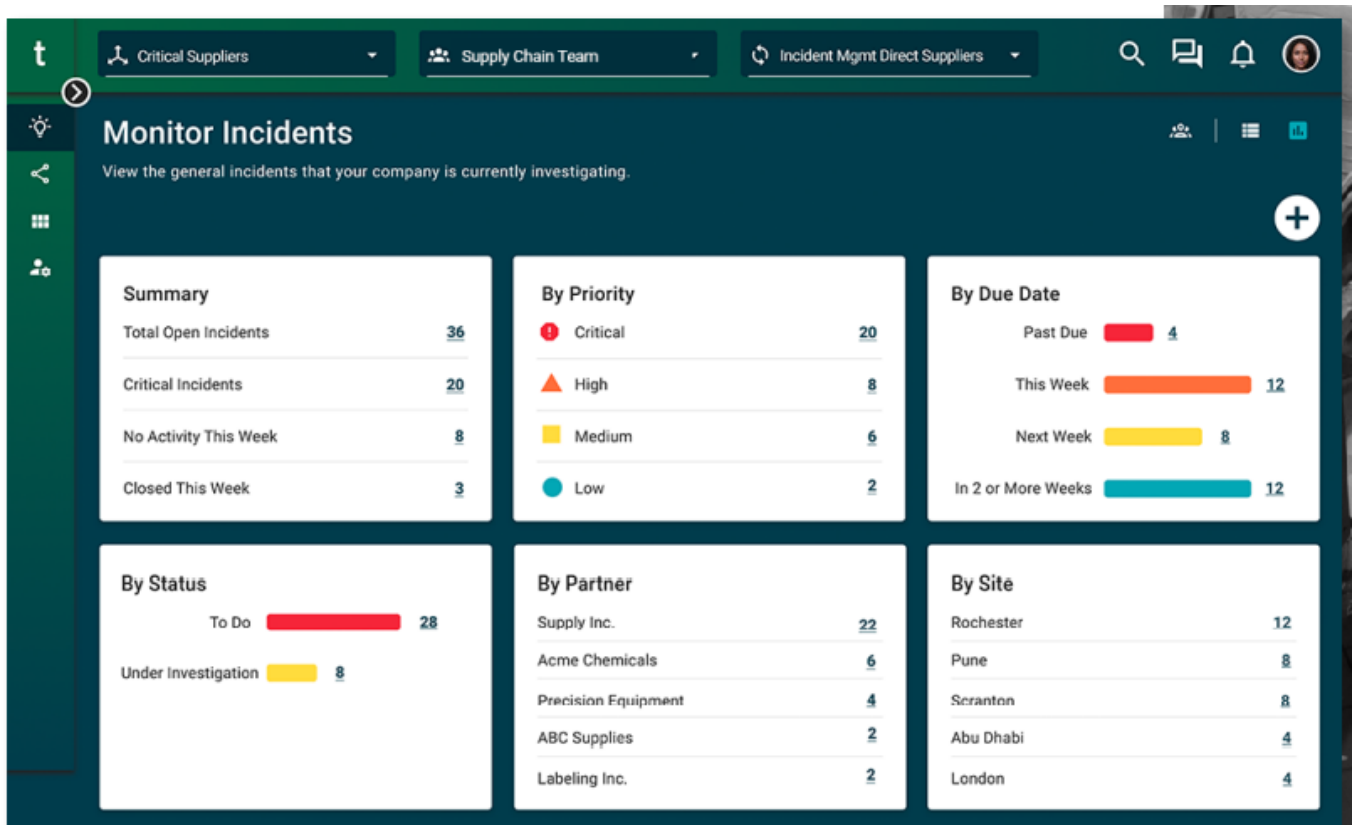 t
Critical Suppliers
Supply Chain Team
Incident Mgmt Direct Suppliers
Monitor Incidents
View the general incidents that your company is currently investigating.
Summary
Total Open Incidents 36
Critical Incidents 20
No Activity This Week 8
Closed This Week 3
By Priority
Critical 20
High 8
Medium 6
Low 2
By Due Date
Past Due 4
This Week 12
Next Week 8
In 2 or More Weeks 12
By Status
To Do 28
Under Investigation 8
By Partner
Supply Inc. 22
Acme Chemicals 6
Precision Equipment 4
ABC Supplies 2
Labeling Inc. 2
By Site
Rochester 12
Pune 8
Scranton 8
Abu Dhabi 4
London 4